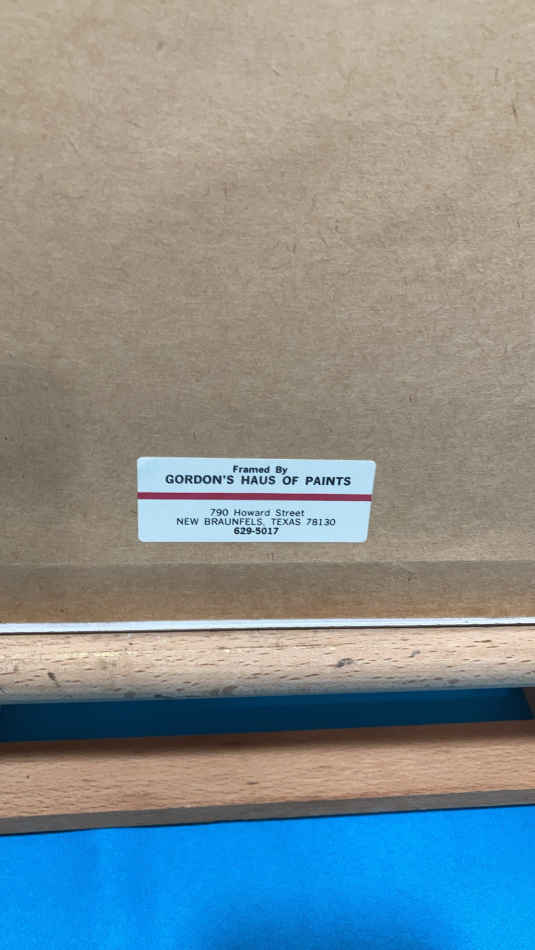 Framed By
GORDON'S HAUS OF PAINTS
790 Howard Street
NEW BRAUNFELS, TEXAS 78130
629-5017